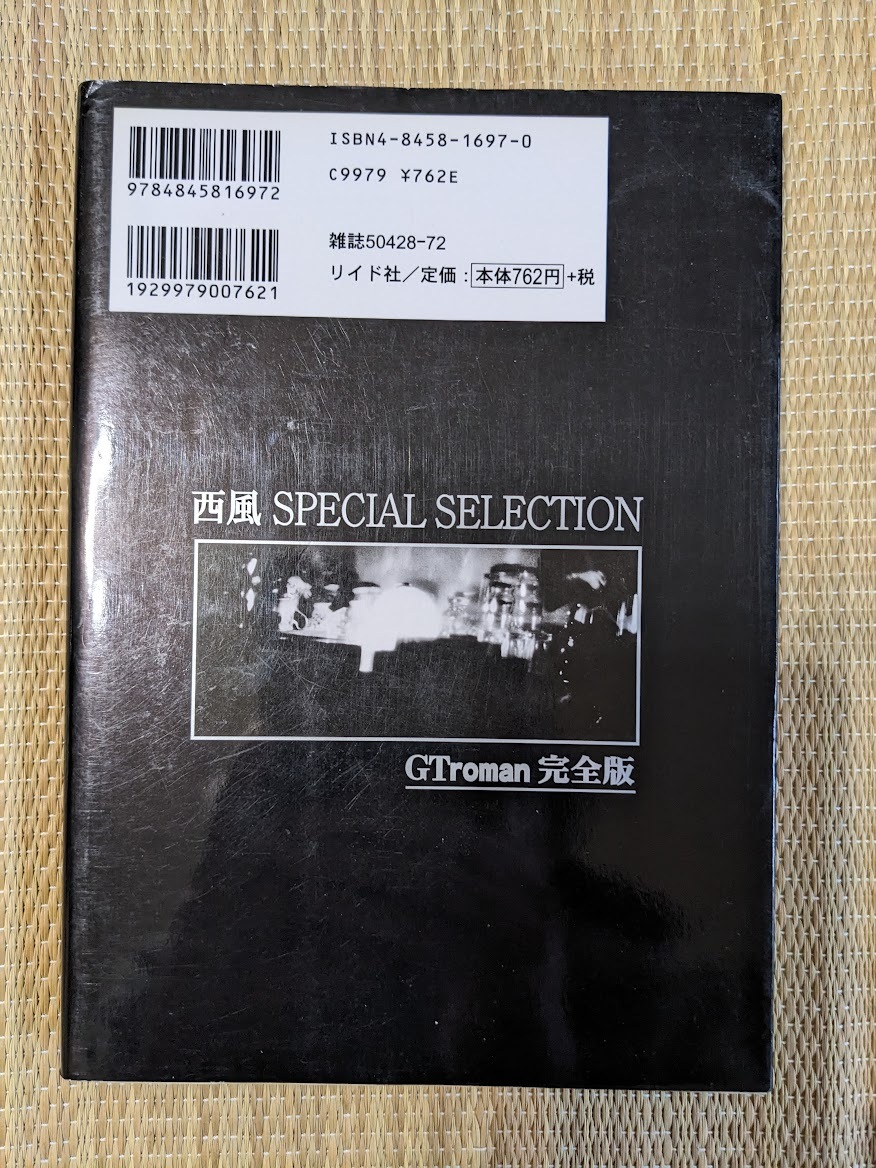 ISBN4-8458-1697-0
C9979 ¥762E
9784845816972
雑誌50428-72
リイド社／定価：本体762円+税
1929979007621
西風 SPECIAL SELECTION
GTroman 完全版